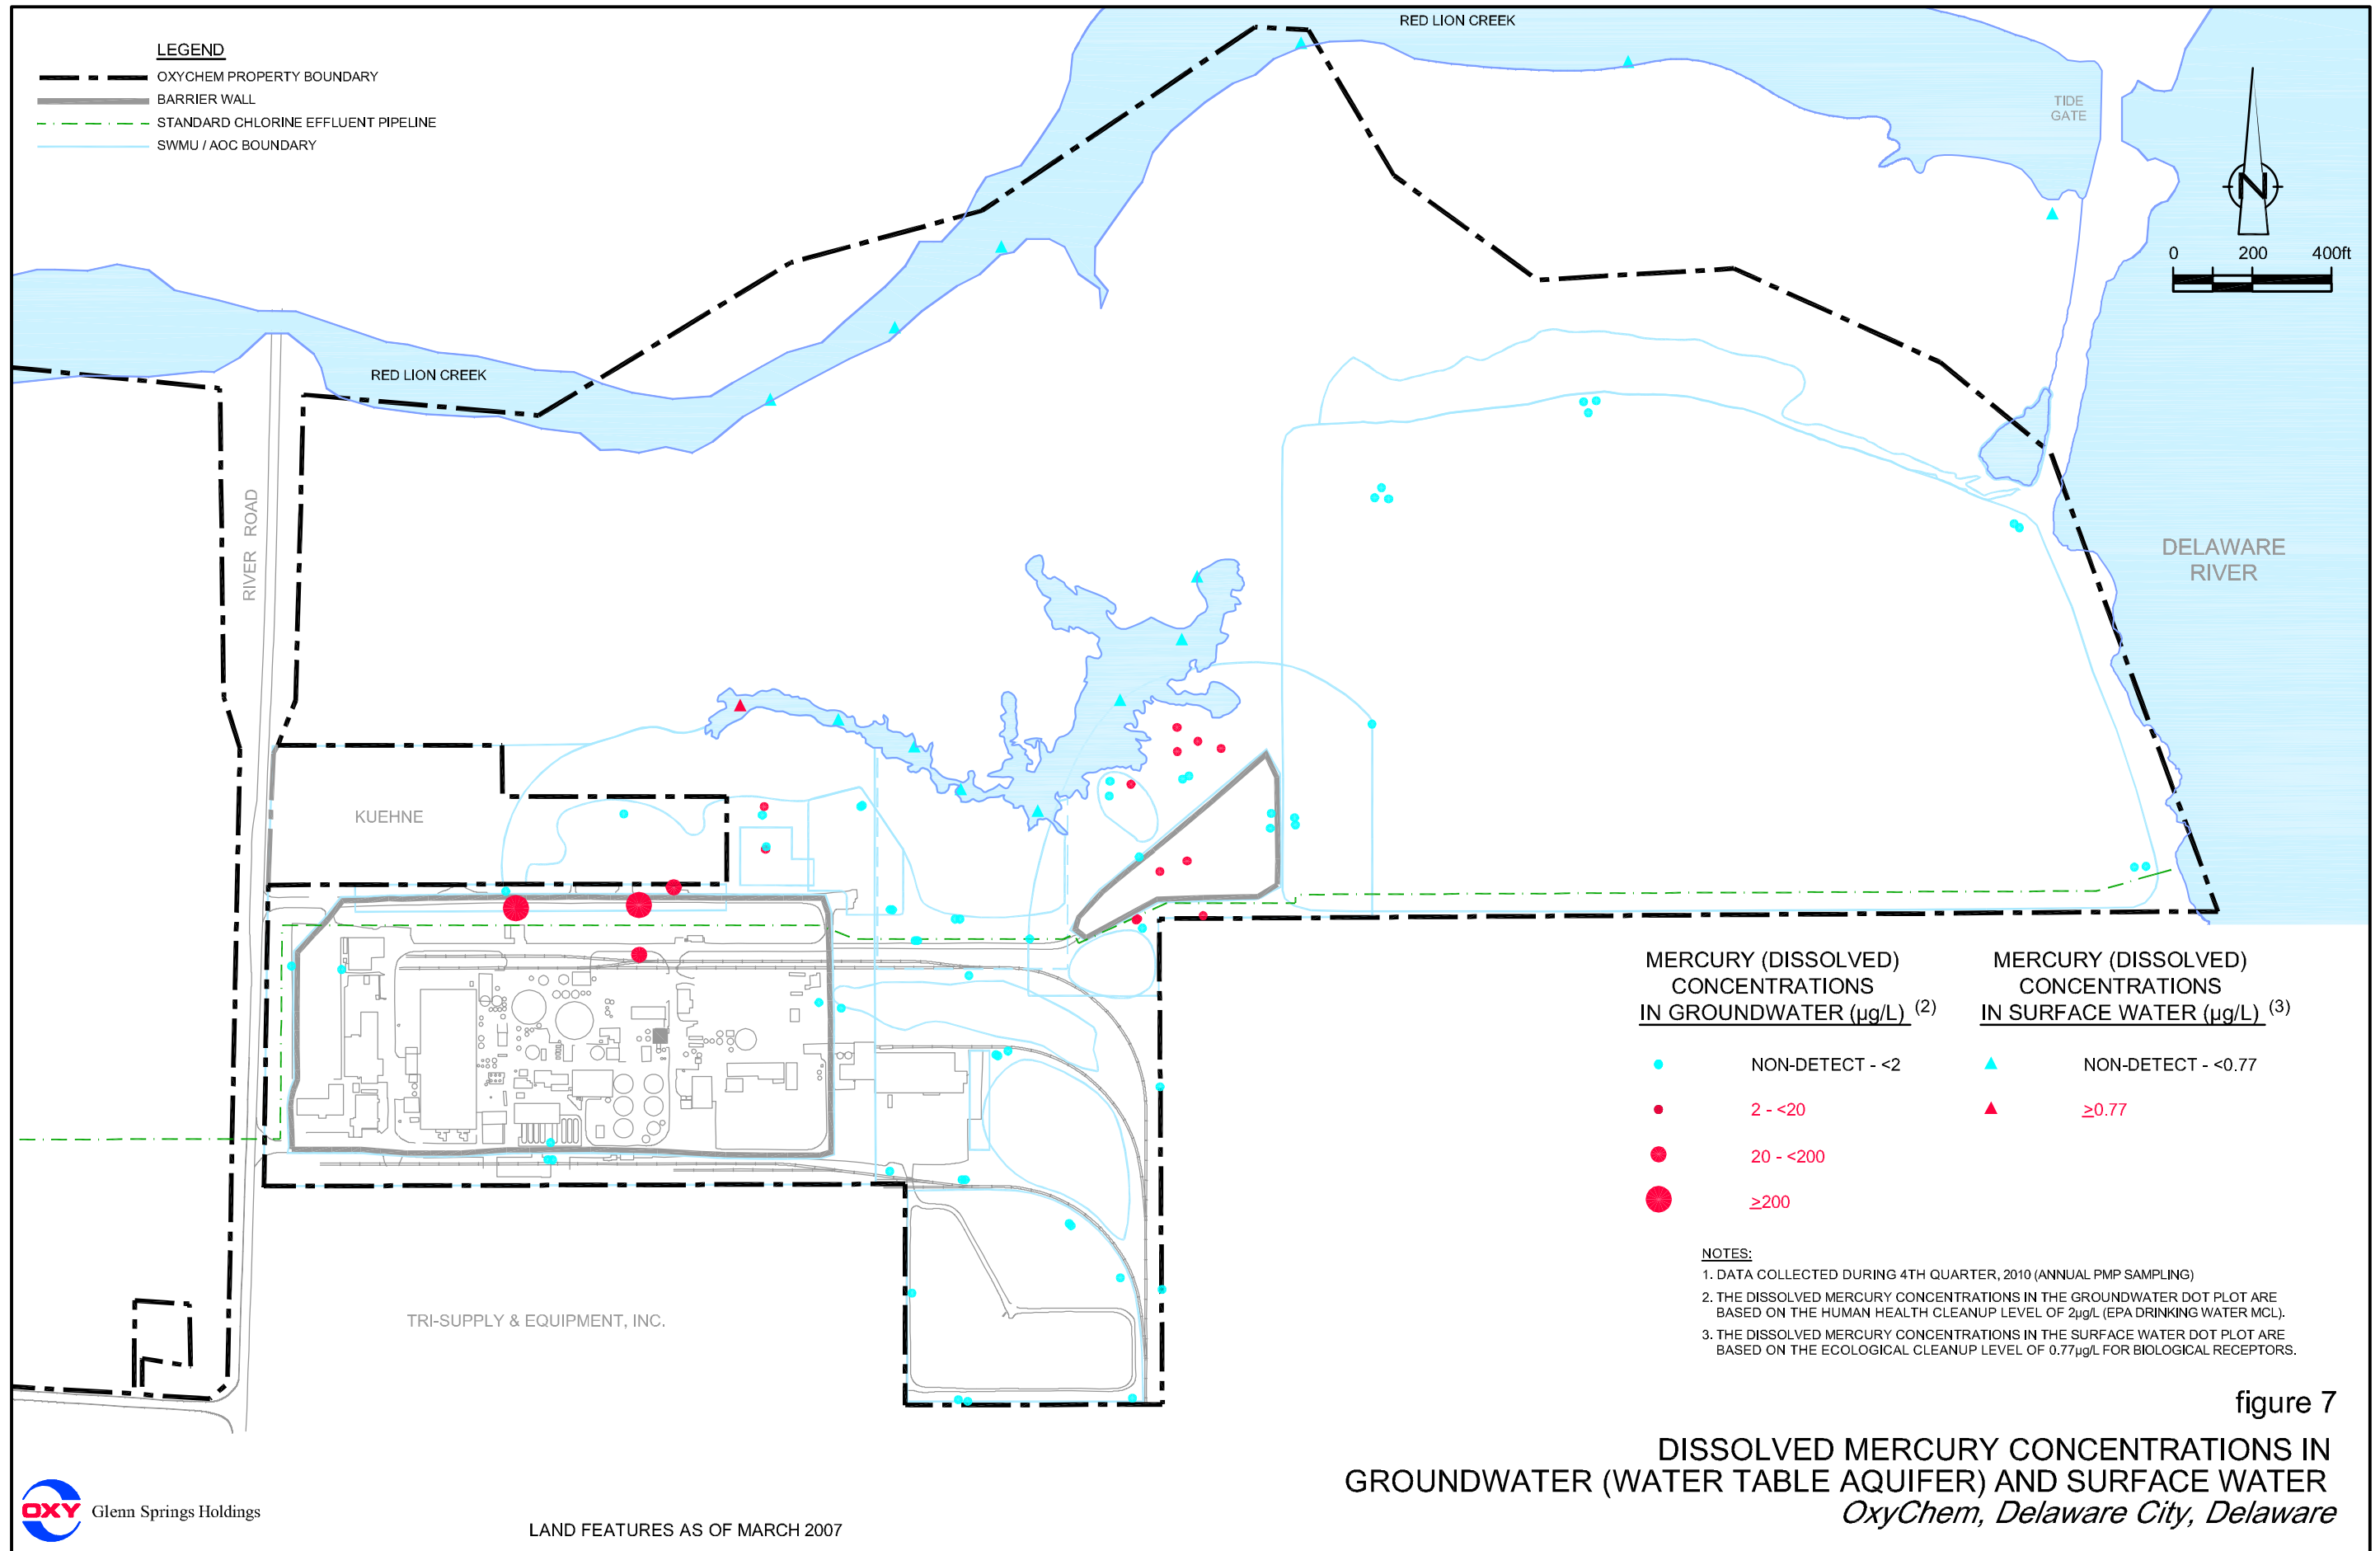 RED LION CREEK
LEGEND
OXYCHEM PROPERTY BOUNDARY
BARRIER WALL
STANDARD CHLORINE EFFLUENT PIPELINE
SWMU / AOC BOUNDARY
TIDE
GATE
N
0 200 400ft
RED LION CREEK
RIVER ROAD
DELAWARE
RIVER
KUEHNE
MERCURY (DISSOLVED)
CONCENTRATIONS
IN GROUNDWATER (µg/L) (2)
NON-DETECT - <2
2 - <20
20 - <200
≥200
MERCURY (DISSOLVED)
CONCENTRATIONS
IN SURFACE WATER (µg/L) (3)
NON-DETECT - <0.77
≥0.77
NOTES:
1. DATA COLLECTED DURING 4TH QUARTER, 2010 (ANNUAL PMP SAMPLING)
2. THE DISSOLVED MERCURY CONCENTRATIONS IN THE GROUNDWATER DOT PLOT ARE
BASED ON THE HUMAN HEALTH CLEANUP LEVEL OF 2µg/L (EPA DRINKING WATER MCL).
3. THE DISSOLVED MERCURY CONCENTRATIONS IN THE SURFACE WATER DOT PLOT ARE
BASED ON THE ECOLOGICAL CLEANUP LEVEL OF 0.77µg/L FOR BIOLOGICAL RECEPTORS.
TRI-SUPPLY & EQUIPMENT, INC.
figure 7
DISSOLVED MERCURY CONCENTRATIONS IN
GROUNDWATER (WATER TABLE AQUIFER) AND SURFACE WATER
OxyChem, Delaware City, Delaware
OXY Glenn Springs Holdings
LAND FEATURES AS OF MARCH 2007